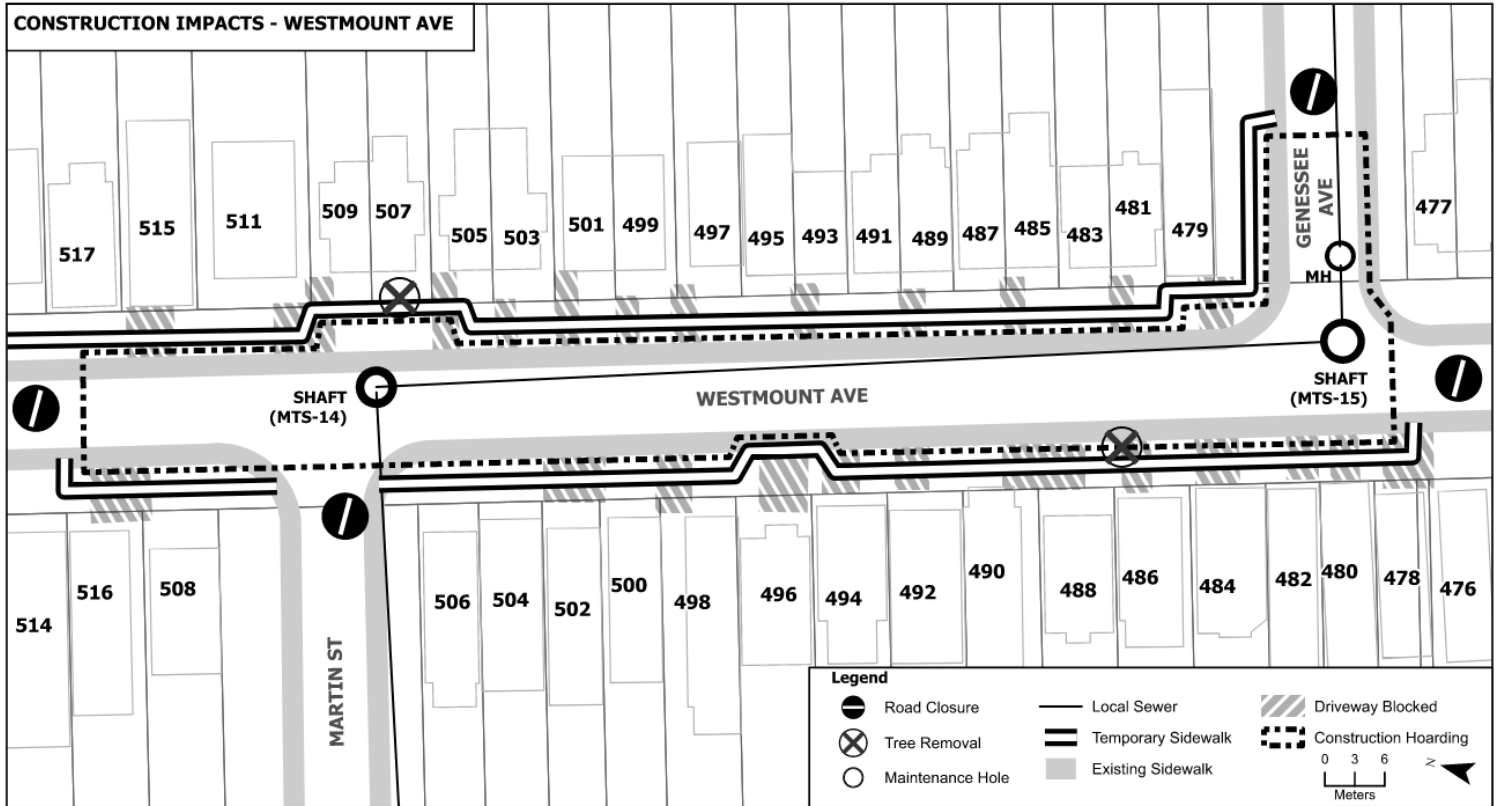 CONSTRUCTION IMPACTS - WESTMOUNT AVE
517
515
511
509
507
505
503
501
499
497
495
493
491
489
487
485
483
481
479
477
GENESSEE
AVE
MH
SHAFT
(MTS-14)
WESTMOUNT AVE
SHAFT
(MTS-15)
514
516
508
MARTIN ST
506
504
502
500
498
496
494
492
490
488
486
484
482
480
478
476
Legend
Road Closure
Tree Removal
Maintenance Hole
Local Sewer
Temporary Sidewalk
Existing Sidewalk
Driveway Blocked
Construction Hoarding
0 3 6
Meters
N